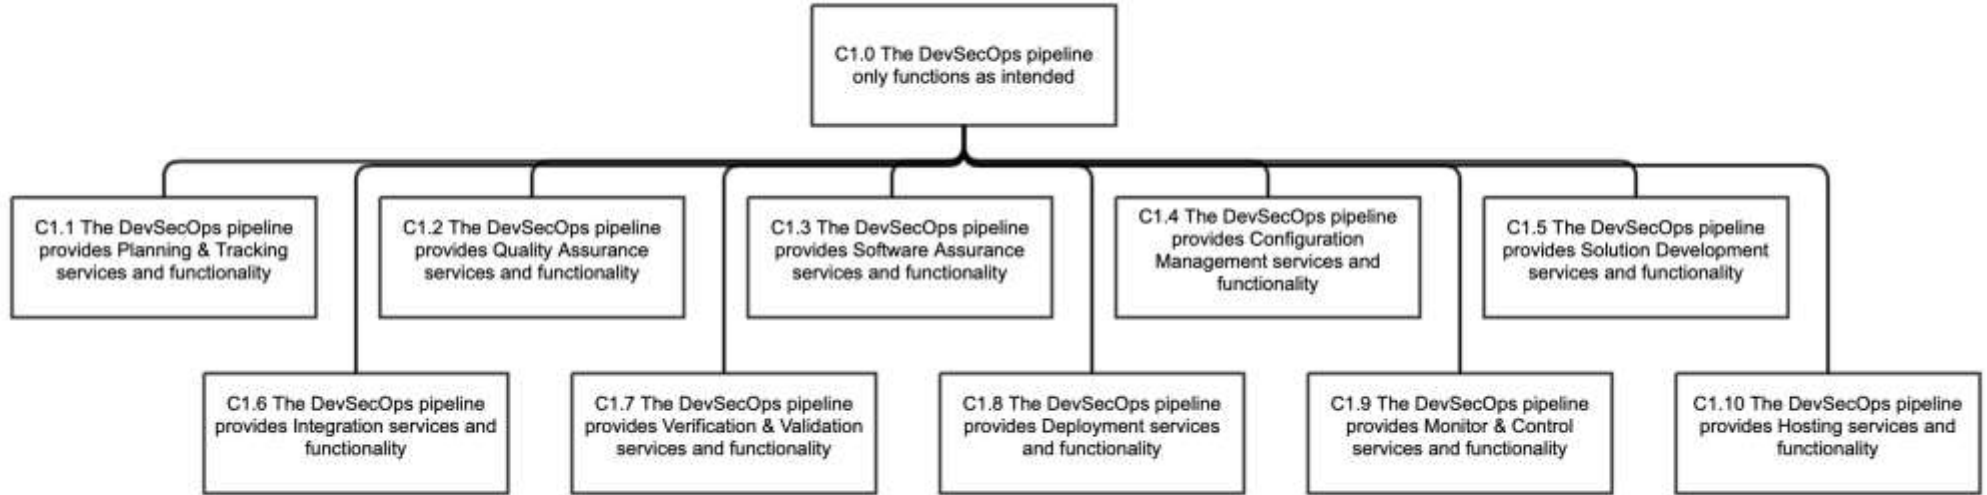 C1.0 The DevSecOps pipeline
only functions as intended
C1.1 The DevSecOps pipeline
provides Planning & Tracking
services and functionality
C1.2 The DevSecOps pipeline
provides Quality Assurance
services and functionality
C1.3 The DevSecOps pipeline
provides Software Assurance
services and functionality
C1.4 The DevSecOps pipeline
provides Configuration
Management services and
functionality
C1.5 The DevSecOps pipeline
provides Solution Development
services and functionality
C1.6 The DevSecOps pipeline
provides Integration services and
functionality
C1.7 The DevSecOps pipeline
provides Verification & Validation
services and functionality
C1.8 The DevSecOps pipeline
provides Deployment services
and functionality
C1.9 The DevSecOps pipeline
provides Monitor & Control
services and functionality
C1.10 The DevSecOps pipeline
provides Hosting services and
functionality